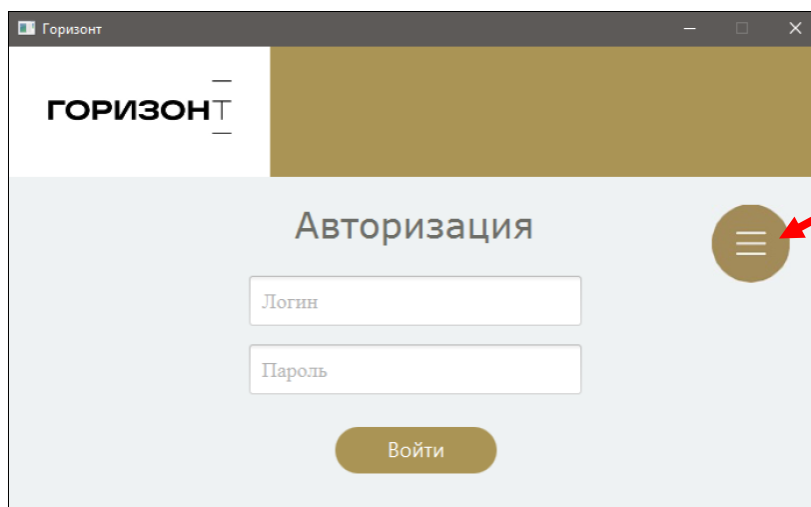 Горизонт
ГОРИЗОНТ
Авторизация
Логин
Пароль
Войти